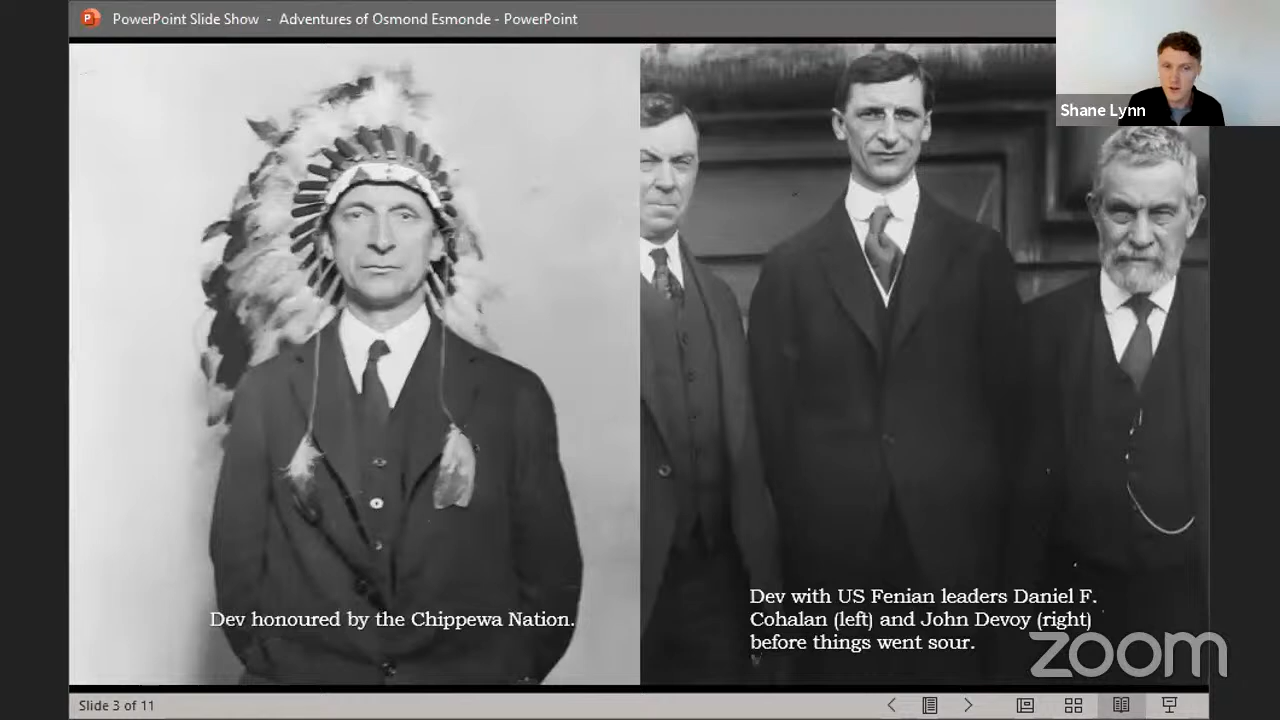 PowerPoint Slide Show - Adventures of Osmond Esmonde - PowerPoint
Shane Lynn
Dev honoured by the Chippewa Nation.
Dev with US Fenian leaders Daniel F.
Cohalan (left) and John Devoy (right)
before things went sour.
zoom
Slide 3 of 11